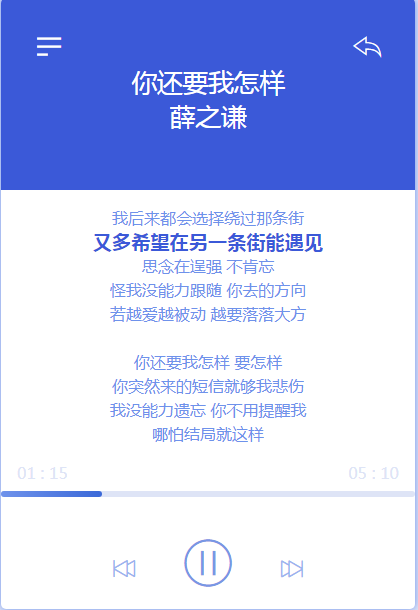 你还要我怎样
薛之谦
我后来都会选择绕过那条街
又多希望在另一条街能遇见
思念在逞强 不肯忘
怪我没能力跟随 你去的方向
若越爱越被动 越要落落大方
你还要我怎样 要怎样
你突然来的短信就够我悲伤
我没能力遗忘 你不用提醒我
哪怕结局就这样
01 : 15
05 : 10